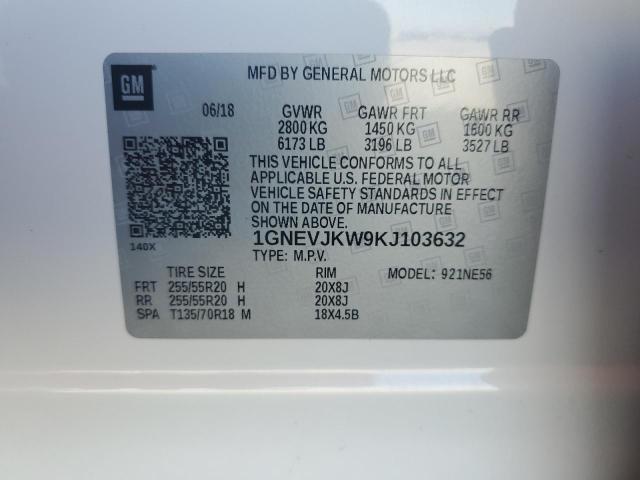 GM
MFD BY GENERAL MOTORS LLC
06/18 GVWR GAWR FRT GAWR RR
2800 KG 1450 KG 1600 KG
6173 LB 3196 LB 3527 LB
THIS VEHICLE CONFORMS TO ALL
APPLICABLE U.S. FEDERAL MOTOR
VEHICLE SAFETY STANDARDS IN EFFECT
ON THE DATE OF MANUFACTURE
SHOWN ABOVE.
140X 1GNEVJKW9KJ103632
TYPE: M.P.V.
TIRE SIZE RIM MODEL: 921NE56
FRT 255/55R20 H 20X8J
RR 255/55R20 H 20X8J
SPA T135/70R18 M 18X4.5B